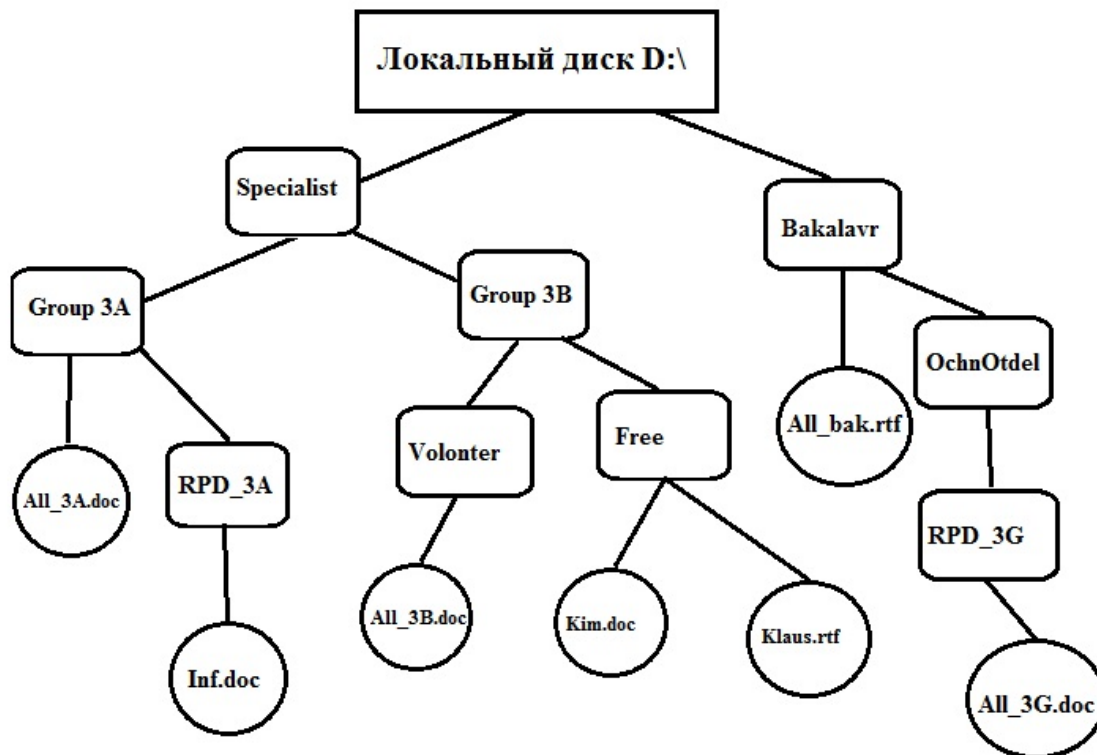 Локальный диск D:\
Specialist
Bakalavr
Group 3A
Group 3B
OchnOtdel
All_bak.rtf
Volonter
Free
All_3A.doc
RPD_3A
RPD_3G
All_3B.doc
Kim.doc
Klaus.rtf
Inf.doc
All_3G.doc